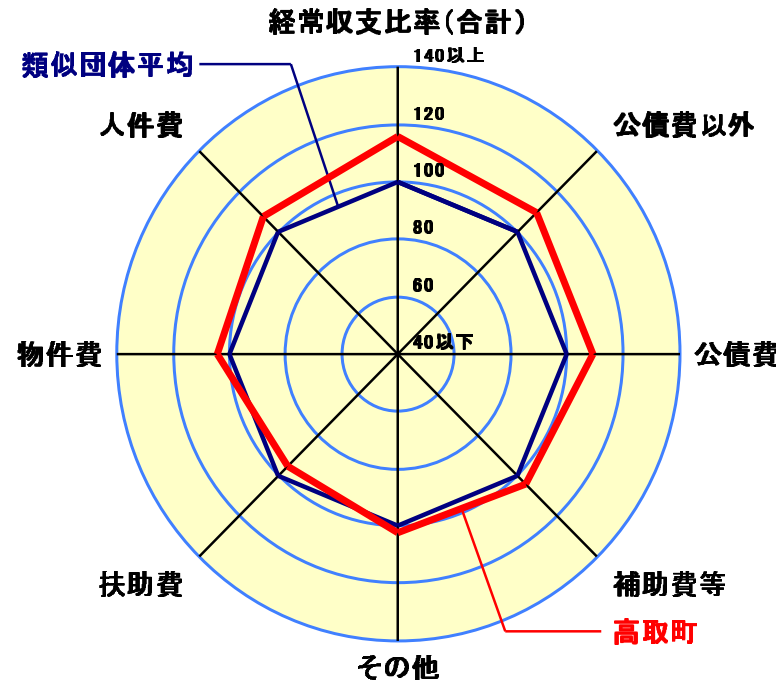 経常収支比率(合計)
類似団体平均
140以上
人件費
120
公債費以外
100
80
60
40以下
物件費
公債費
扶助費
補助費等
高取町
その他